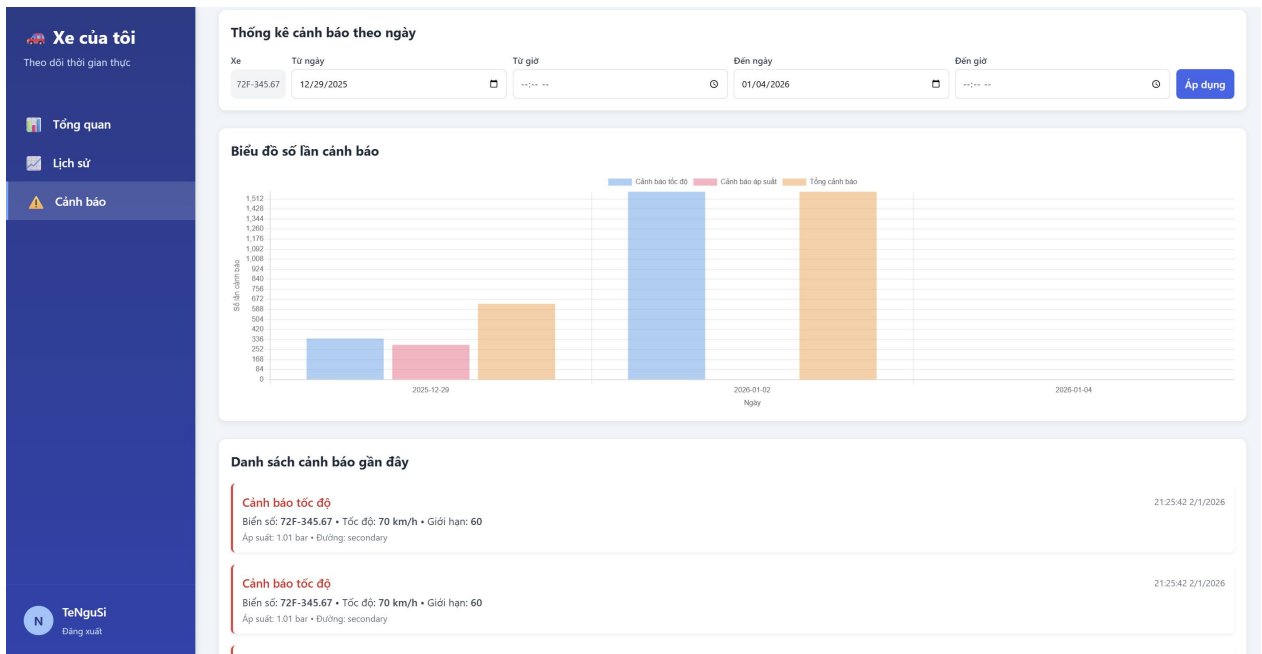 Xe của tôi
Theo dõi thời gian thực
Tổng quan
Lịch sử
Cảnh báo
N
TeNguSi
Đăng xuất
Thống kê cảnh báo theo ngày
Xe Từ ngày Từ giờ Đến ngày Đến giờ
72F-345.67 12/29/2025 --:-- -- 01/04/2026 --:-- -- Áp dụng
Biểu đồ số lần cảnh báo
Cảnh báo tốc độ Cảnh báo áp suất Tổng cảnh báo
1,512
1,428
1,344
1,260
1,176
1,092
1,008
924
840
756
672
588
504
420
336
252
168
84
0
Số lần cảnh báo
2025-12-29 2026-01-02 2026-01-04
Ngày
Danh sách cảnh báo gần đây
Cảnh báo tốc độ 21:25:42 2/1/2026
Biển số: 72F-345.67 • Tốc độ: 70 km/h • Giới hạn: 60
Áp suất: 1.01 bar • Đường: secondary
Cảnh báo tốc độ 21:25:42 2/1/2026
Biển số: 72F-345.67 • Tốc độ: 70 km/h • Giới hạn: 60
Áp suất: 1.01 bar • Đường: secondary